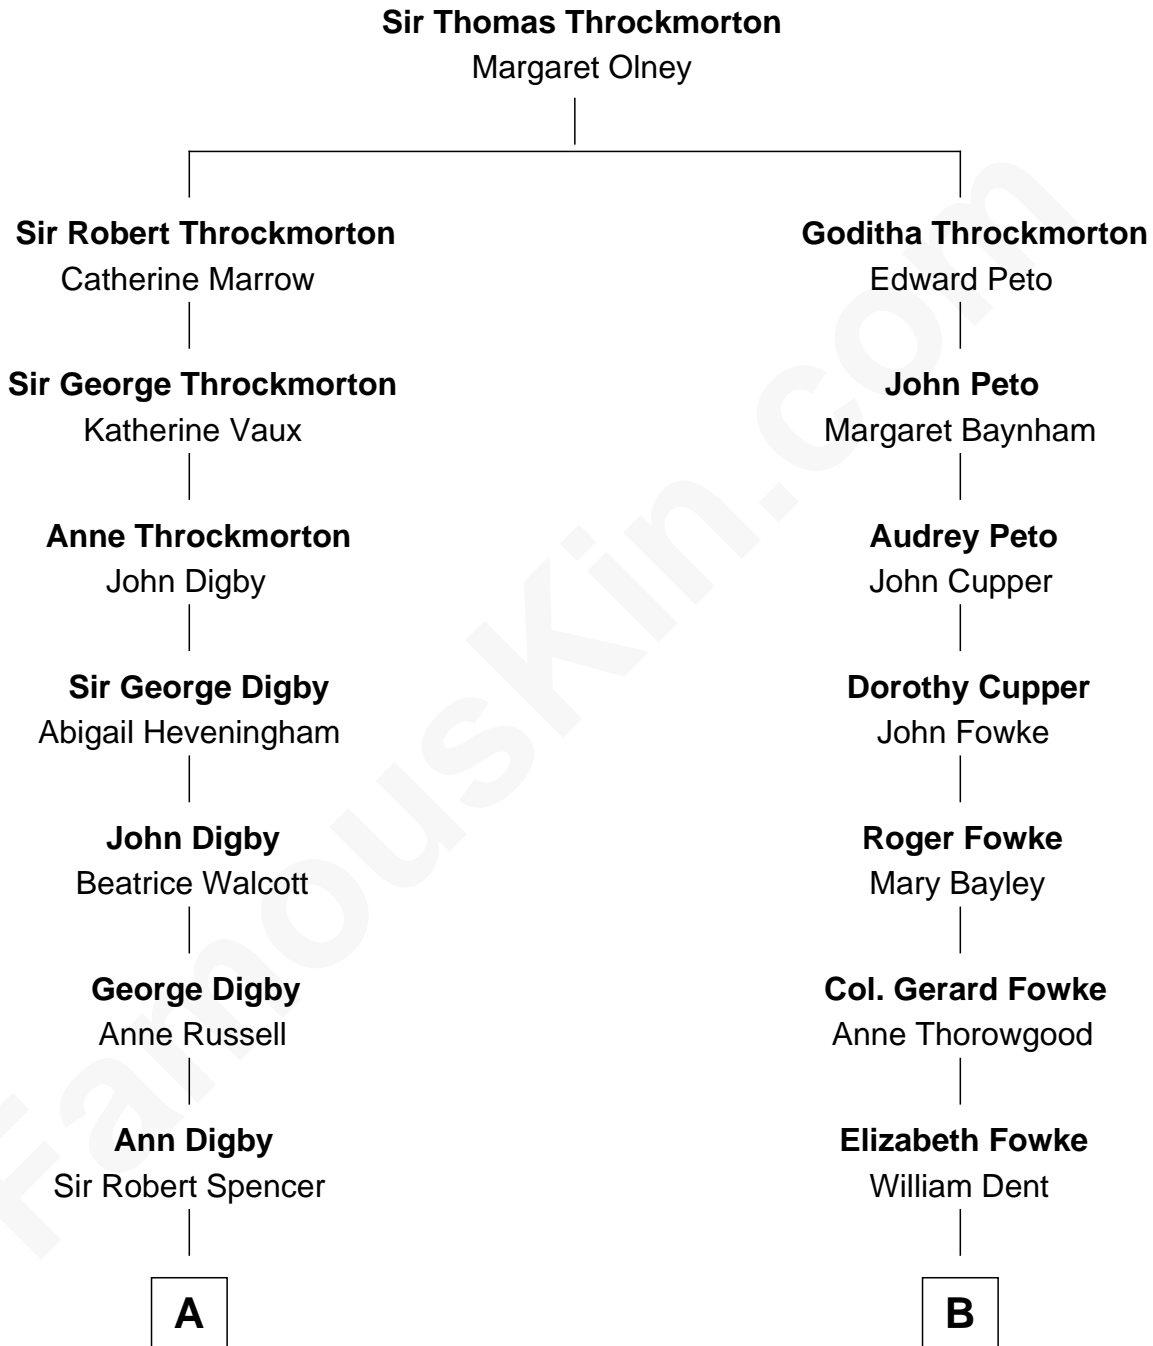 Sir Thomas Throckmorton
Margaret Olney
Sir Robert Throckmorton
Catherine Marrow
Goditha Throckmorton
Edward Peto
Sir George Throckmorton
Katherine Vaux
John Peto
Margaret Baynham
Anne Throckmorton
John Digby
Audrey Peto
John Cupper
Sir George Digby
Abigail Heveningham
Dorothy Cupper
John Fowke
John Digby
Beatrice Walcott
Roger Fowke
Mary Bayley
George Digby
Anne Russell
Col. Gerard Fowke
Anne Thorowgood
Ann Digby
Sir Robert Spencer
Elizabeth Fowke
William Dent
A
B
FamousKin.com